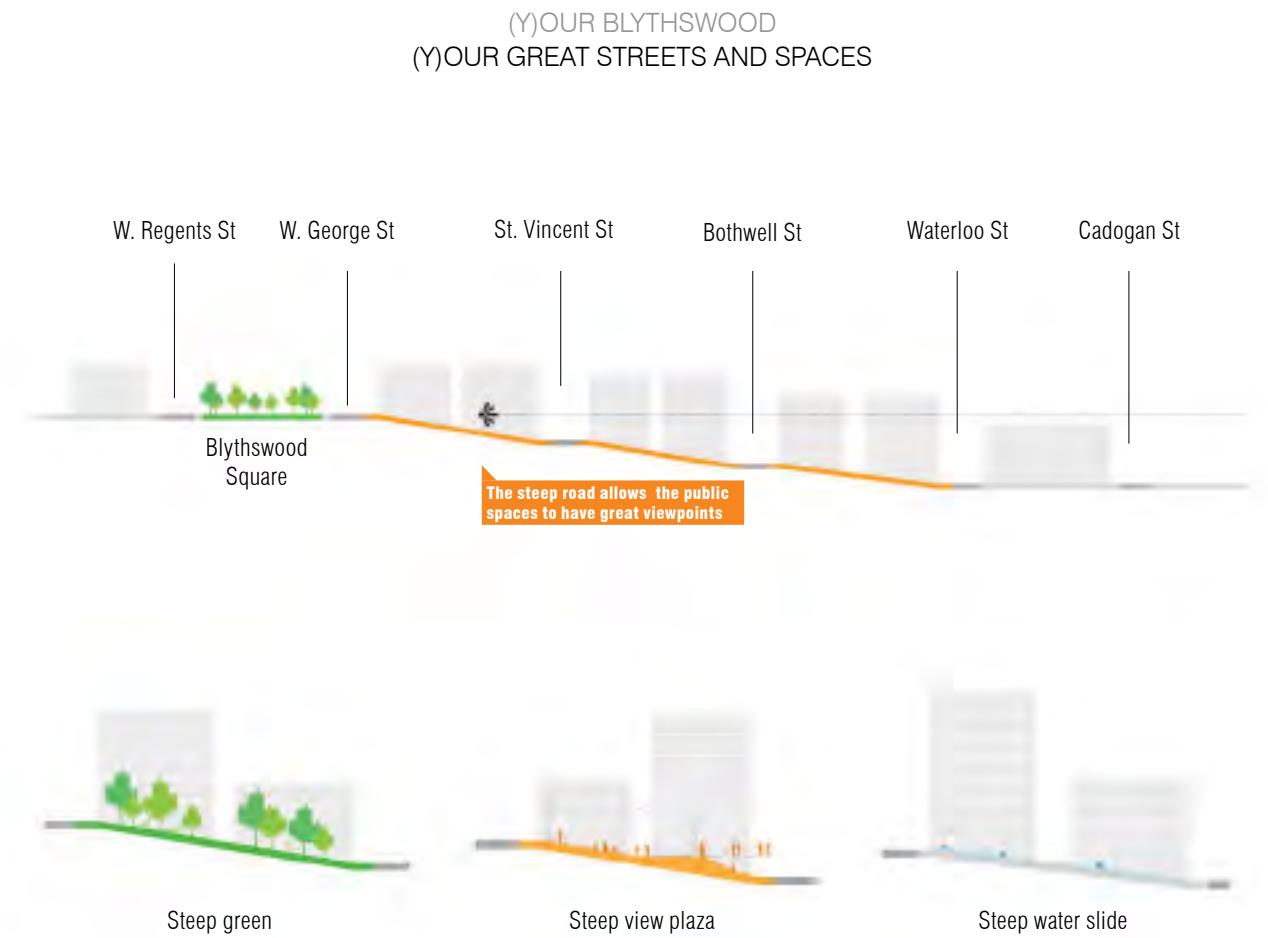 (Y)OUR BLYTHSWOOD
(Y)OUR GREAT STREETS AND SPACES
W. Regents St
W. George St
St. Vincent St
Bothwell St
Waterloo St
Cadogan St
Blythswood
Square
The steep road allows the public
spaces to have great viewpoints
Steep green
Steep view plaza
Steep water slide